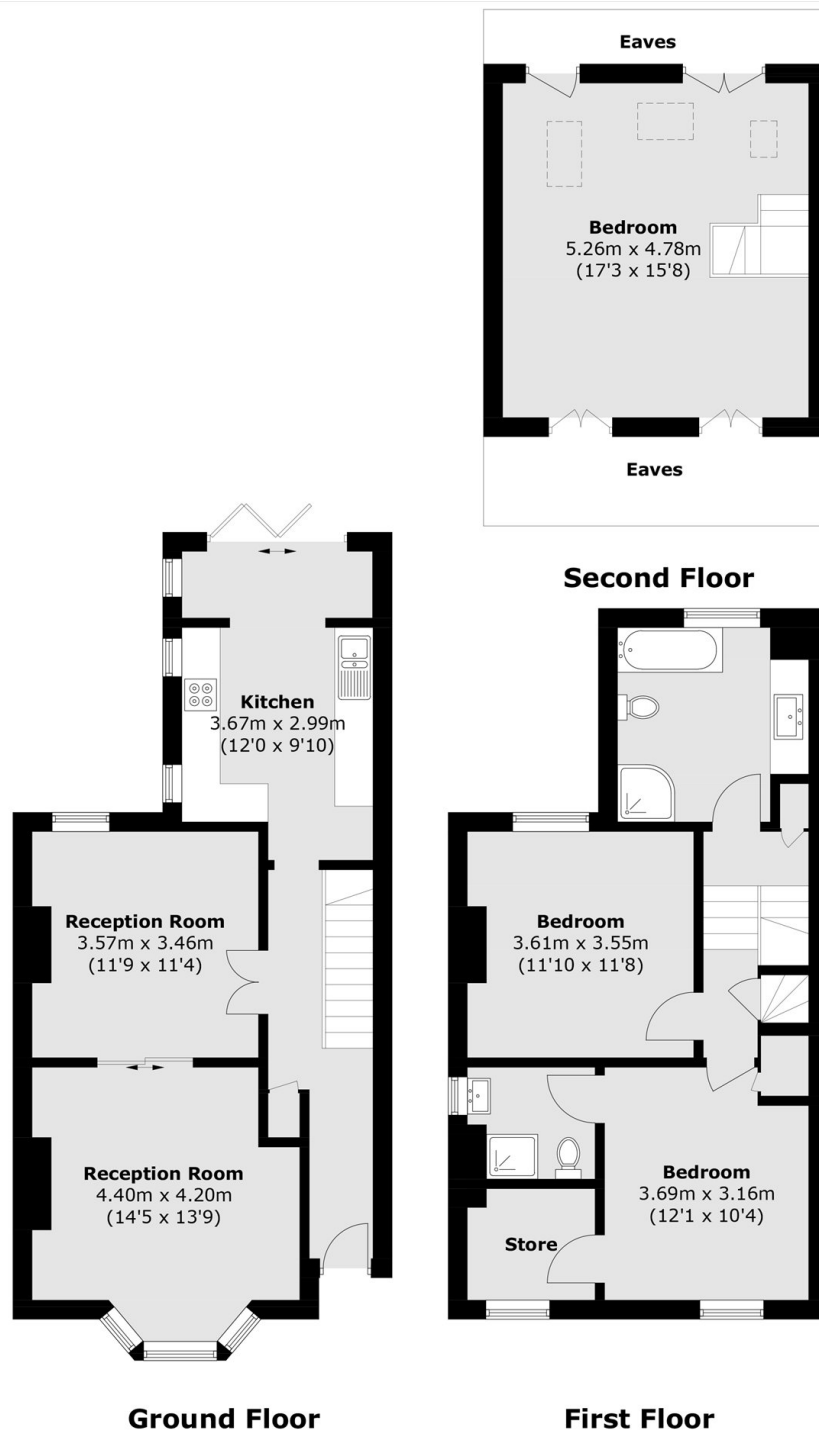 Eaves
Bedroom
5.26m x 4.78m
(17'3 x 15'8)
Eaves
Second Floor
Kitchen
3.67m x 2.99m
(12'0 x 9'10)
Reception Room
3.57m x 3.46m
(11'9 x 11'4)
Reception Room
4.40m x 4.20m
(14'5 x 13'9)
Ground Floor
Bedroom
3.61m x 3.55m
(11'10 x 11'8)
Bedroom
3.69m x 3.16m
(12'1 x 10'4)
Store
First Floor